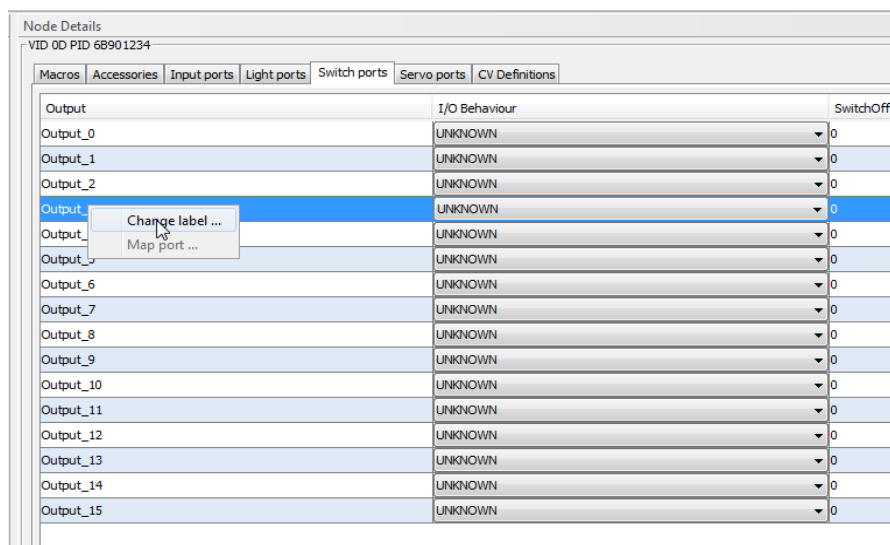 Node Details
VID 0D PID 6B901234
Macros Accessories Input ports Light ports Switch ports Servo ports CV Definitions
Output I/O Behaviour SwitchOff
Output_0 UNKNOWN 0
Output_1 UNKNOWN 0
Output_2 UNKNOWN 0
Output_ UNKNOWN 0
Change label ...
Output_ UNKNOWN 0
Map port ...
Output_5 UNKNOWN 0
Output_6 UNKNOWN 0
Output_7 UNKNOWN 0
Output_8 UNKNOWN 0
Output_9 UNKNOWN 0
Output_10 UNKNOWN 0
Output_11 UNKNOWN 0
Output_12 UNKNOWN 0
Output_13 UNKNOWN 0
Output_14 UNKNOWN 0
Output_15 UNKNOWN 0